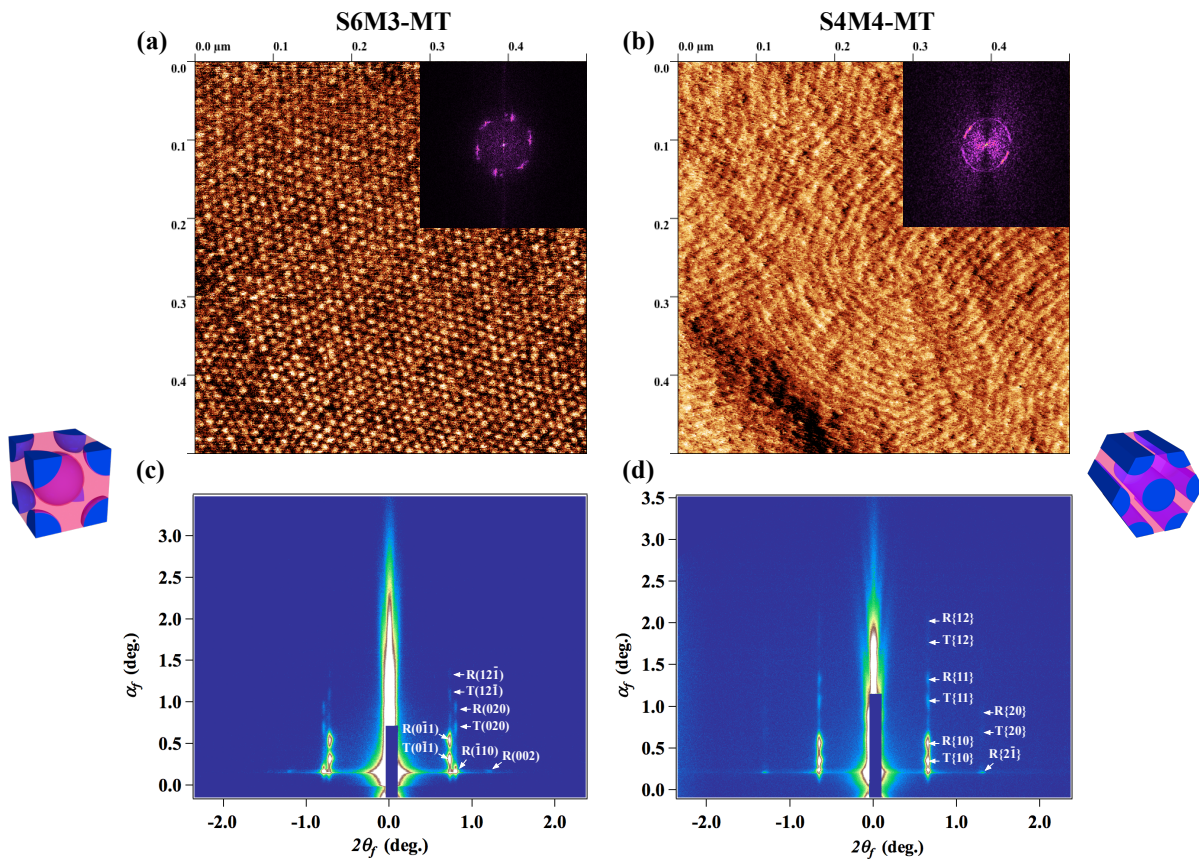 S6M3-MT
S4M4-MT
(a)
0.0 μm 0.1 0.2 0.3 0.4
(b)
0.0 μm 0.1 0.2 0.3 0.4
0.0
0.1
0.2
0.3
0.4
0.0
0.1
0.2
0.3
0.4
(c)
3.0
2.5
2.0
1.5
1.0
0.5
0.0
α_f (deg.)
R(121̄)
T(121̄)
R(020)
T(020)
R(01̄1)
T(01̄1)
R(1̄10)
R(002)
-2.0 -1.0 0.0 1.0 2.0
2θ_f (deg.)
(d)
3.5
3.0
2.5
2.0
1.5
1.0
0.5
0.0
α_f (deg.)
R{12}
T{12}
R{11}
T{11}
R{20}
T{20}
R{10}
T{10}
R{21̄}
-2.0 -1.0 0.0 1.0 2.0
2θ_f (deg.)